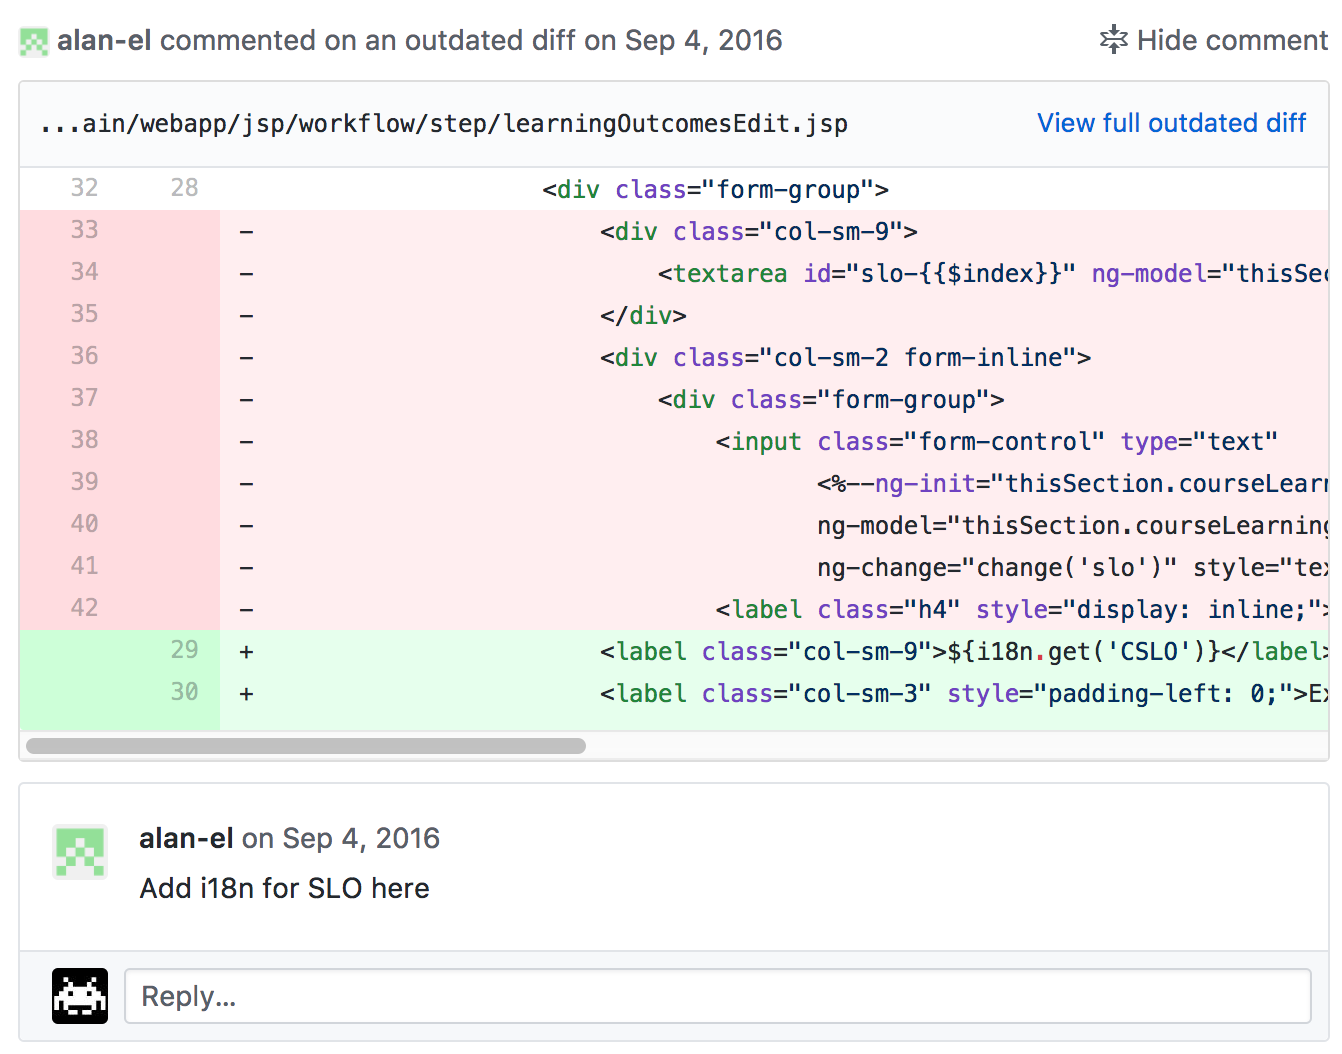 alan-el commented on an outdated diff on Sep 4, 2016 Hide comment
...ain/webapp/jsp/workflow/step/learningOutcomesEdit.jsp View full outdated diff
32 28 <div class="form-group">
33 - <div class="col-sm-9">
34 - <textarea id="slo-{{$index}}" ng-model="thisSec
35 - </div>
36 - <div class="col-sm-2 form-inline">
37 - <div class="form-group">
38 - <input class="form-control" type="text"
39 - <%--ng-init="thisSection.courseLearn
40 - ng-model="thisSection.courseLearning
41 - ng-change="change('slo')" style="tex
42 - <label class="h4" style="display: inline;">
29 + <label class="col-sm-9">${i18n.get('CSLO')}</label>
30 + <label class="col-sm-3" style="padding-left: 0;">Ex
alan-el on Sep 4, 2016
Add i18n for SLO here
Reply...